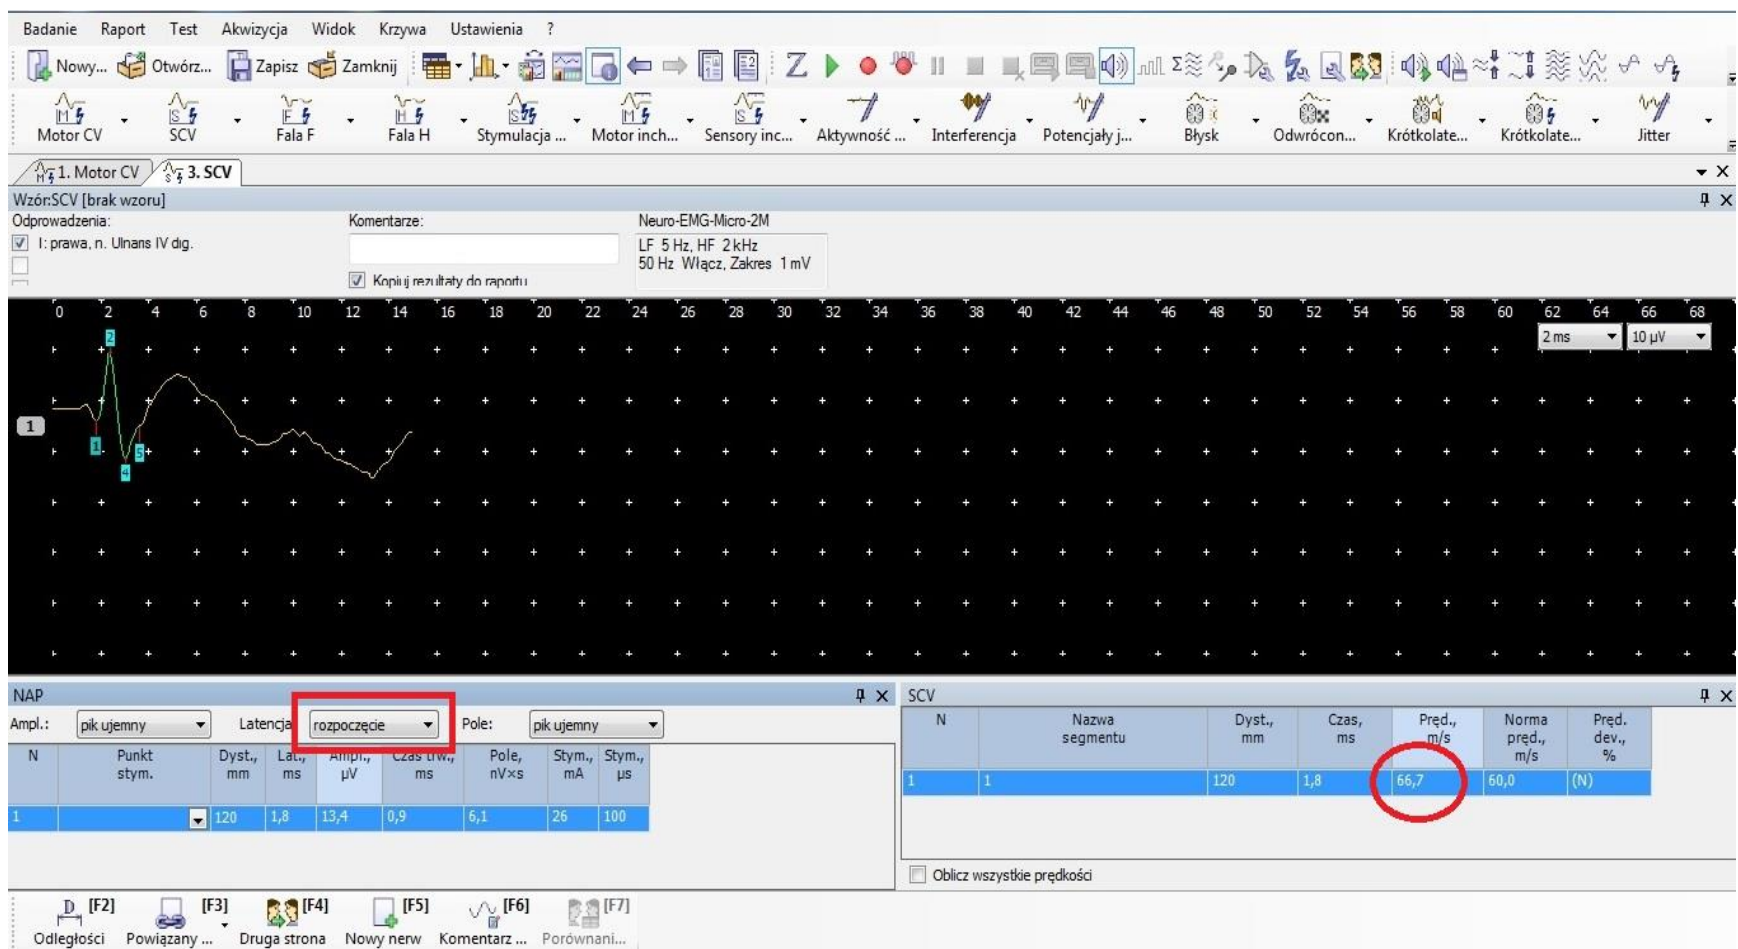 Badanie Raport Test Akwizycja Widok Krzywa Ustawienia ?
Nowy... Otwórz... Zapisz Zamknij
Motor CV SCV Fala F Fala H Stymulacja ... Motor inch... Sensory inc... Aktywność ... Interferencja Potencjały j... Błysk Odwrócon... Krótkolate... Krótkolate... Jitter
1. Motor CV 3. SCV
Wzór:SCV [brak wzoru]
Odprowadzenia: Komentarze: Neuro-EMG-Micro-2M
I: prawa, n. Ulnaris IV dig. LF 5 Hz, HF 2 kHz
50 Hz Włącz, Zakres 1 mV
Kopiuj rezultaty do raportu
0 2 4 6 8 10 12 14 16 18 20 22 24 26 28 30 32 34 36 38 40 42 44 46 48 50 52 54 56 58 60 62 64 66 68
2 ms 10 µV
2
1
1 5
4
NAP SCV
Ampl.: pik ujemny Latencja rozpoczęcie Pole: pik ujemny
N Punkt stym. Dyst., mm Lat., ms Ampl., µV Czas trw., ms Pole, nV×s Stym., mA Stym., µs
1 120 1,8 13,4 0,9 6,1 26 100
N Nazwa segmentu Dyst., mm Czas, ms Pręd., m/s Norma pręd., m/s Pręd. dev., %
1 1 120 1,8 66,7 60,0 (N)
Oblicz wszystkie prędkości
[F2] [F3] [F4] [F5] [F6] [F7]
Odległości Powiązany ... Druga strona Nowy nerw Komentarz ... Porównani...